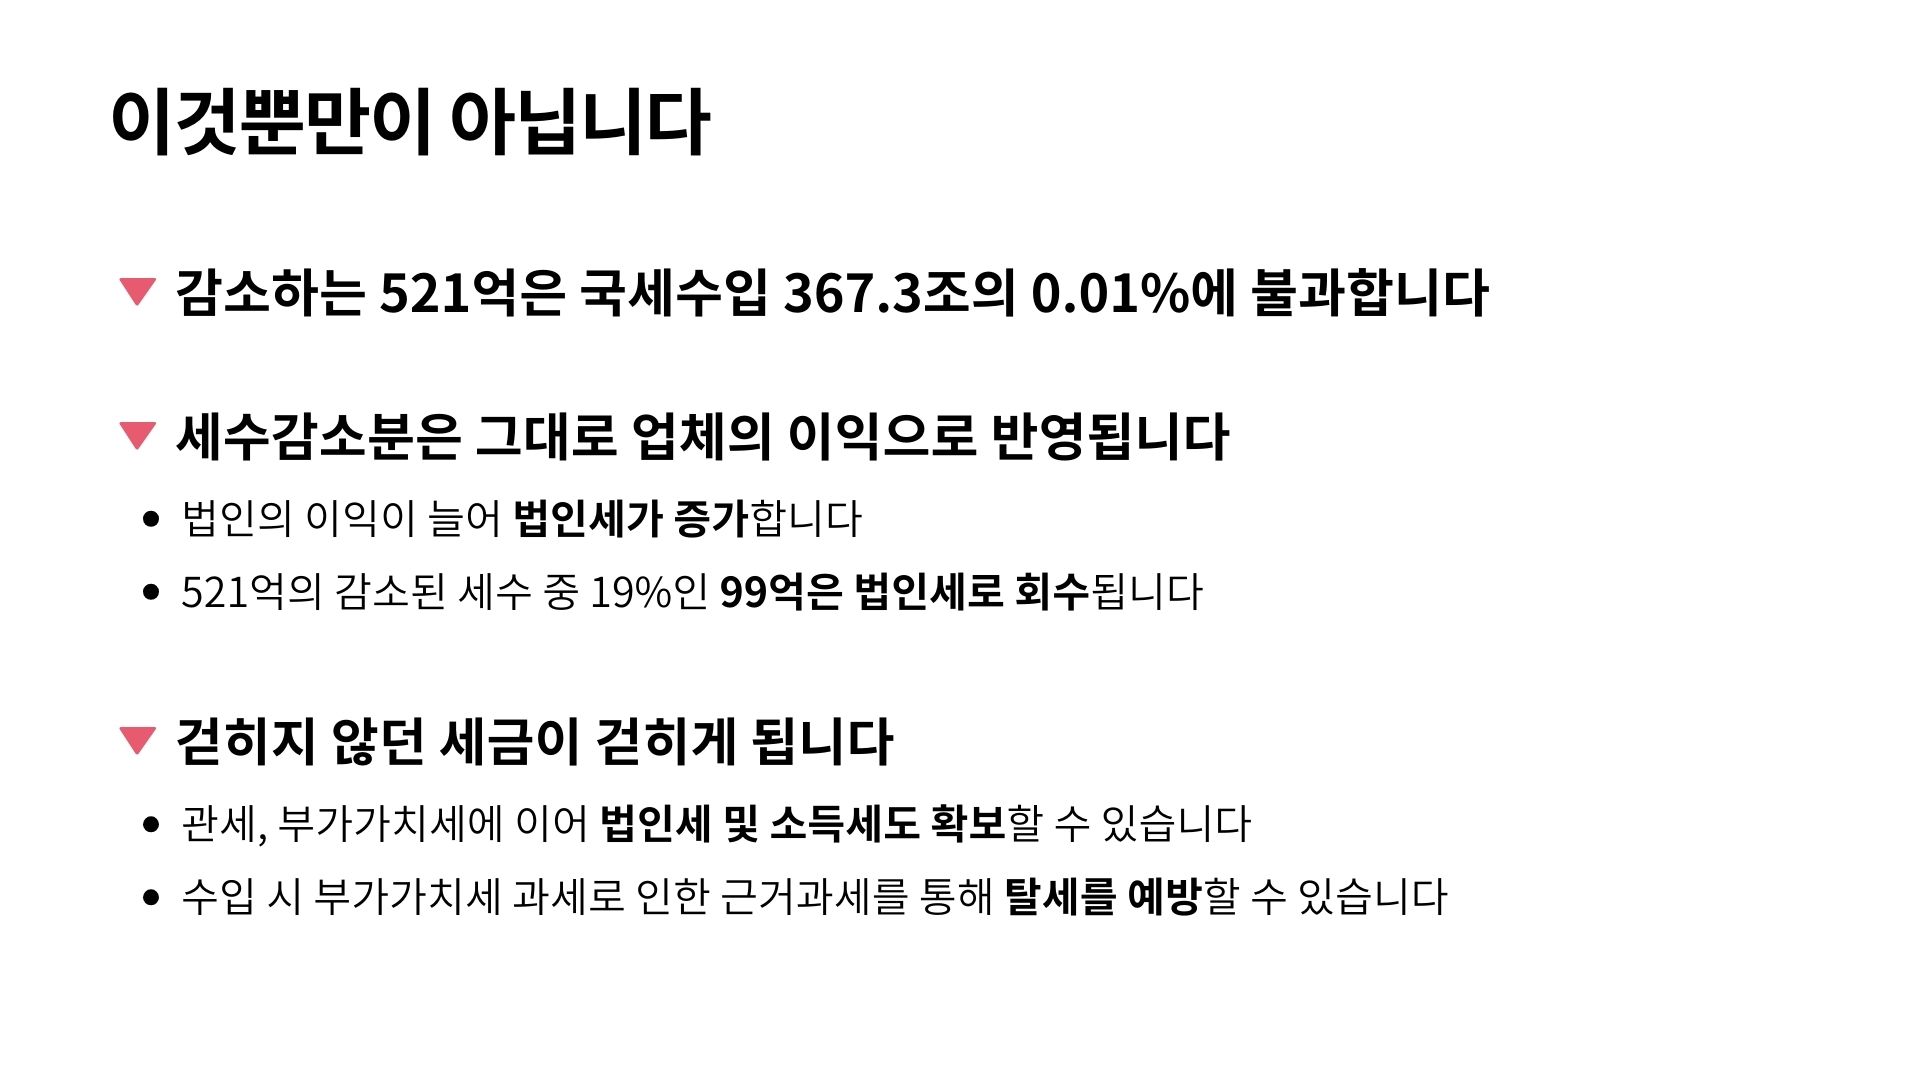 이것뿐만이 아닙니다
감소하는 521억은 국세수입 367.3조의 0.01%에 불과합니다
세수감소분은 그대로 업체의 이익으로 반영됩니다
법인의 이익이 늘어 법인세가 증가합니다
521억의 감소된 세수 중 19%인 99억은 법인세로 회수됩니다
걷히지 않던 세금이 걷히게 됩니다
관세, 부가가치세에 이어 법인세 및 소득세도 확보할 수 있습니다
수입 시 부가가치세 과세로 인한 근거과세를 통해 탈세를 예방할 수 있습니다